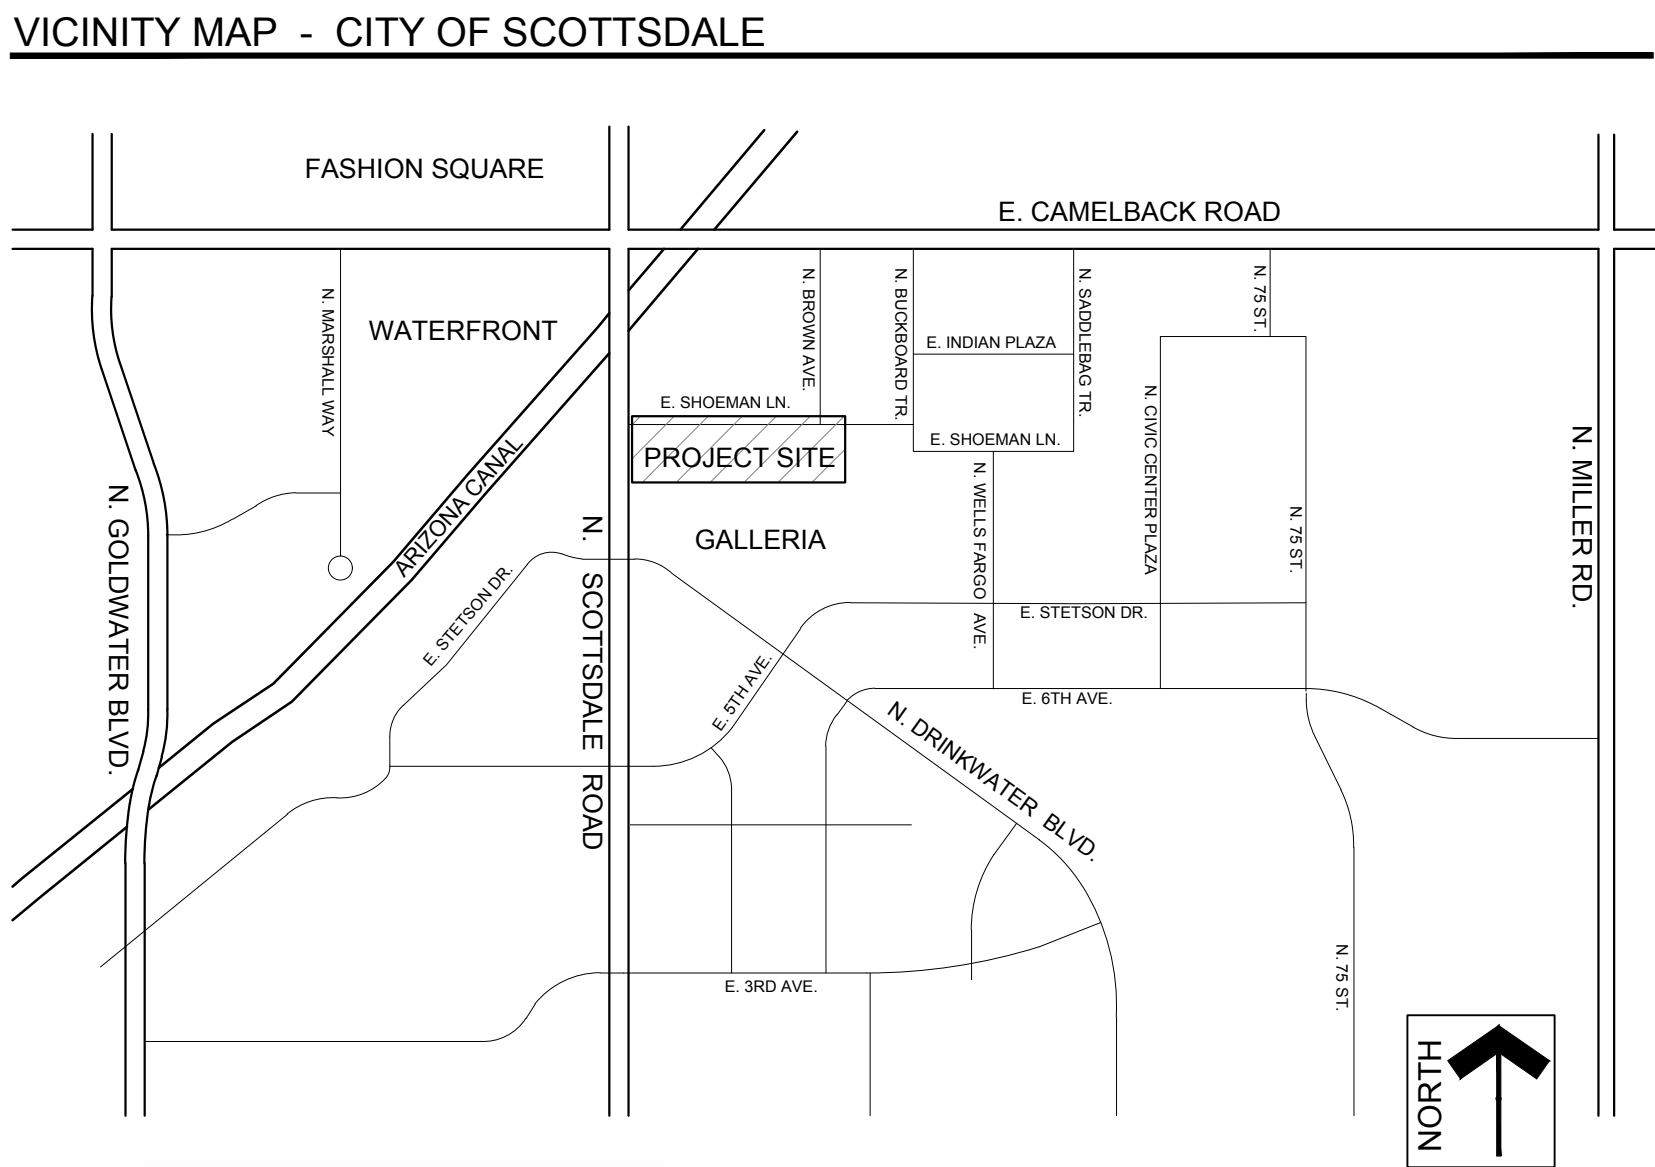 VICINITY MAP - CITY OF SCOTTSDALE
FASHION SQUARE
E. CAMELBACK ROAD
N. MARSHALL WAY
WATERFRONT
N. BROWN AVE.
N. BUCKBOARD TR.
N. SADDLEBAG TR.
N. 75 ST.
E. INDIAN PLAZA
E. SHOEMAN LN.
E. SHOEMAN LN.
PROJECT SITE
N. CIVIC CENTER PLAZA
N. MILLER RD.
ARIZONA CANAL
N. GOLDWATER BLVD.
N. SCOTTSDALE ROAD
GALLERIA
N. WELLS FARGO AVE.
N. 75 ST.
E. STETSON DR.
E. STETSON DR.
E. 5TH AVE.
E. 6TH AVE.
N. DRINKWATER BLVD.
E. 3RD AVE.
N. 75 ST.
NORTH